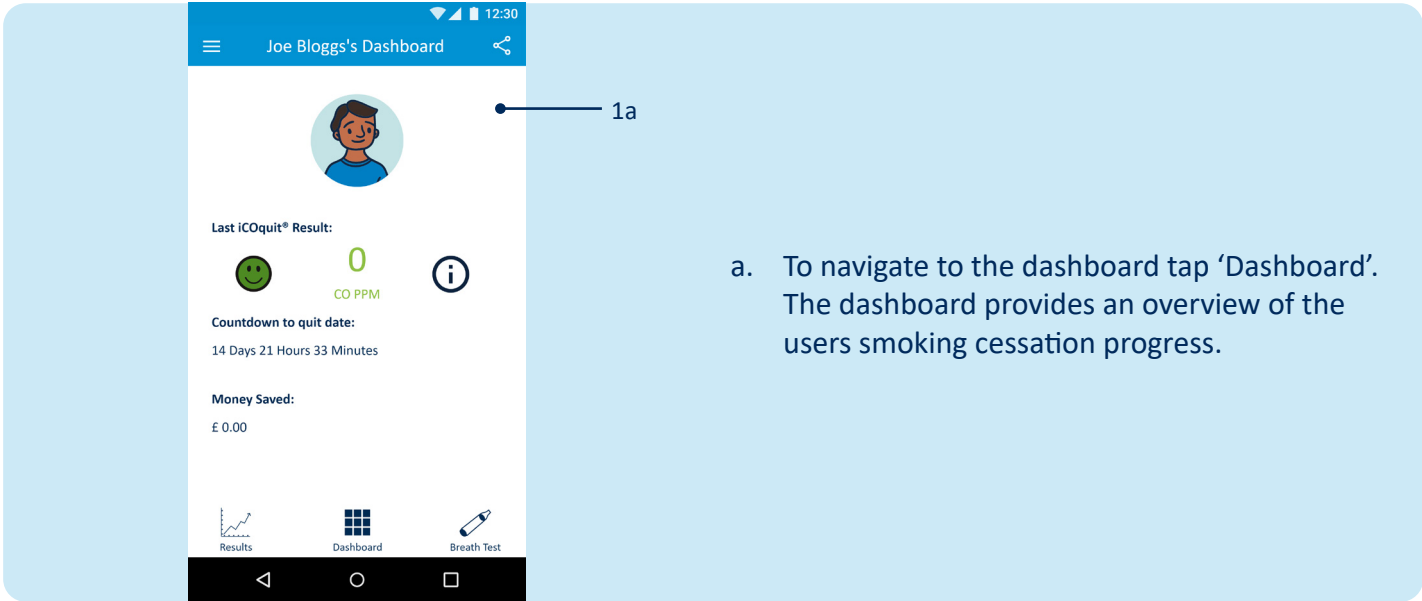 12:30
Joe Bloggs's Dashboard
1a
Last iCOquit® Result:
0
CO PPM
Countdown to quit date:
14 Days 21 Hours 33 Minutes
Money Saved:
£ 0.00
Results Dashboard Breath Test
a. To navigate to the dashboard tap ‘Dashboard’.
The dashboard provides an overview of the
users smoking cessation progress.